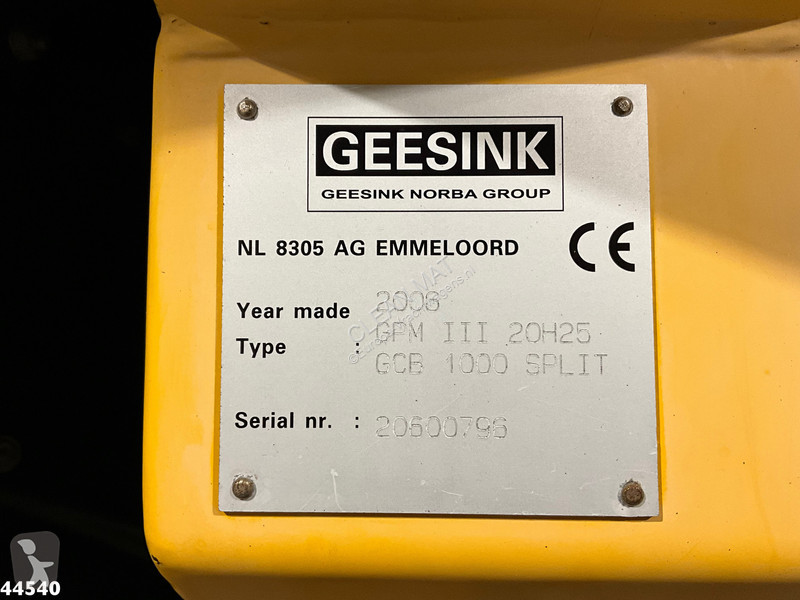 GEESINK
GEESINK NORBA GROUP
NL 8305 AG EMMELOORD CE
Year made 2006
Type : GPM III 20H25
GCB 1000 SPLIT
Serial nr. : 20600796
44540